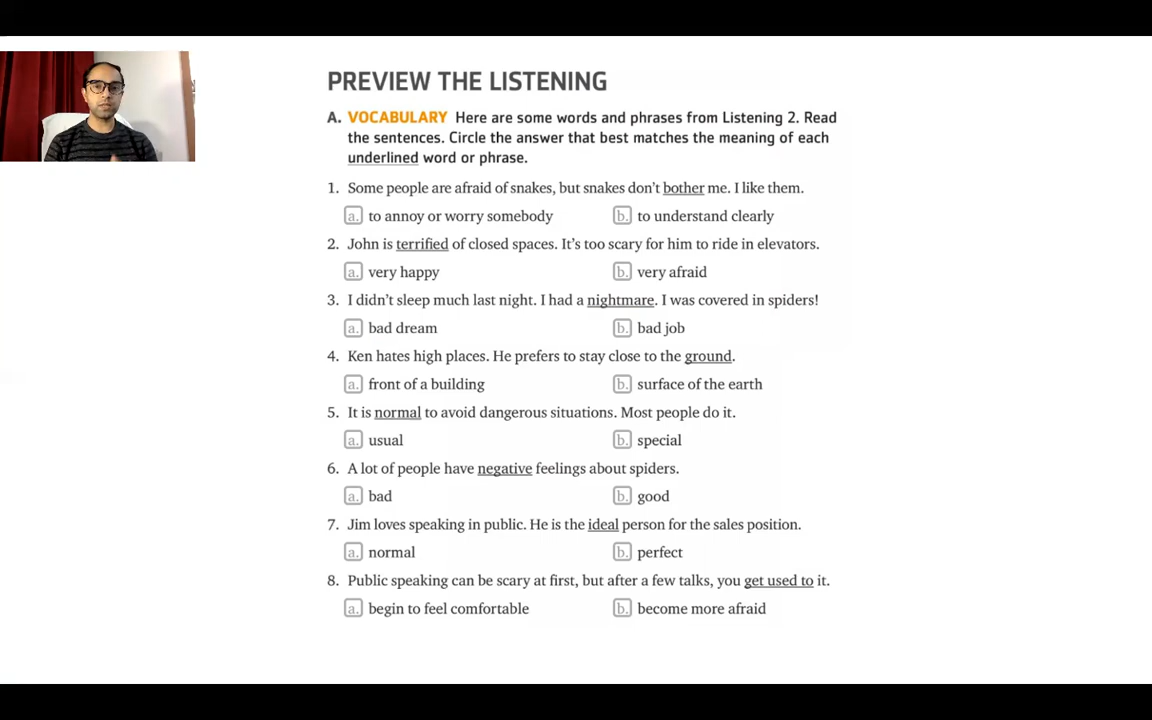 PREVIEW THE LISTENING
A. VOCABULARY Here are some words and phrases from Listening 2. Read
the sentences. Circle the answer that best matches the meaning of each
underlined word or phrase.
1. Some people are afraid of snakes, but snakes don't bother me. I like them.
a. to annoy or worry somebody b. to understand clearly
2. John is terrified of closed spaces. It's too scary for him to ride in elevators.
a. very happy b. very afraid
3. I didn't sleep much last night. I had a nightmare. I was covered in spiders!
a. bad dream b. bad job
4. Ken hates high places. He prefers to stay close to the ground.
a. front of a building b. surface of the earth
5. It is normal to avoid dangerous situations. Most people do it.
a. usual b. special
6. A lot of people have negative feelings about spiders.
a. bad b. good
7. Jim loves speaking in public. He is the ideal person for the sales position.
a. normal b. perfect
8. Public speaking can be scary at first, but after a few talks, you get used to it.
a. begin to feel comfortable b. become more afraid